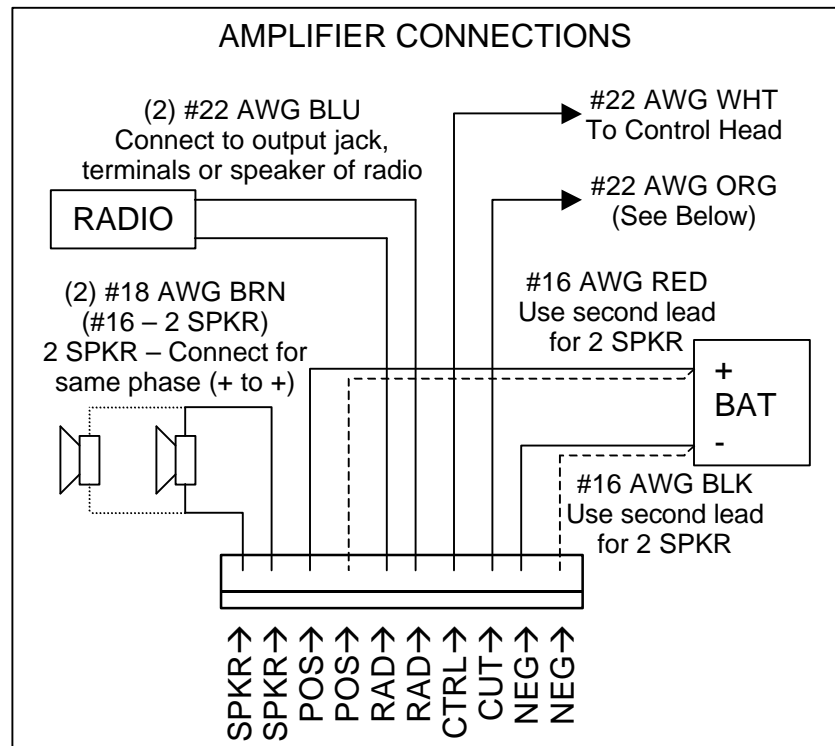 AMPLIFIER CONNECTIONS
(2) #22 AWG BLU
Connect to output jack,
terminals or speaker of radio
#22 AWG WHT
To Control Head
RADIO
#22 AWG ORG
(See Below)
(2) #18 AWG BRN
(#16 – 2 SPKR)
2 SPKR – Connect for
same phase (+ to +)
#16 AWG RED
Use second lead
for 2 SPKR
+
BAT
-
#16 AWG BLK
Use second lead
for 2 SPKR
SPKR→
SPKR→
POS→
POS→
RAD→
RAD→
CTRL→
CUT→
NEG→
NEG→